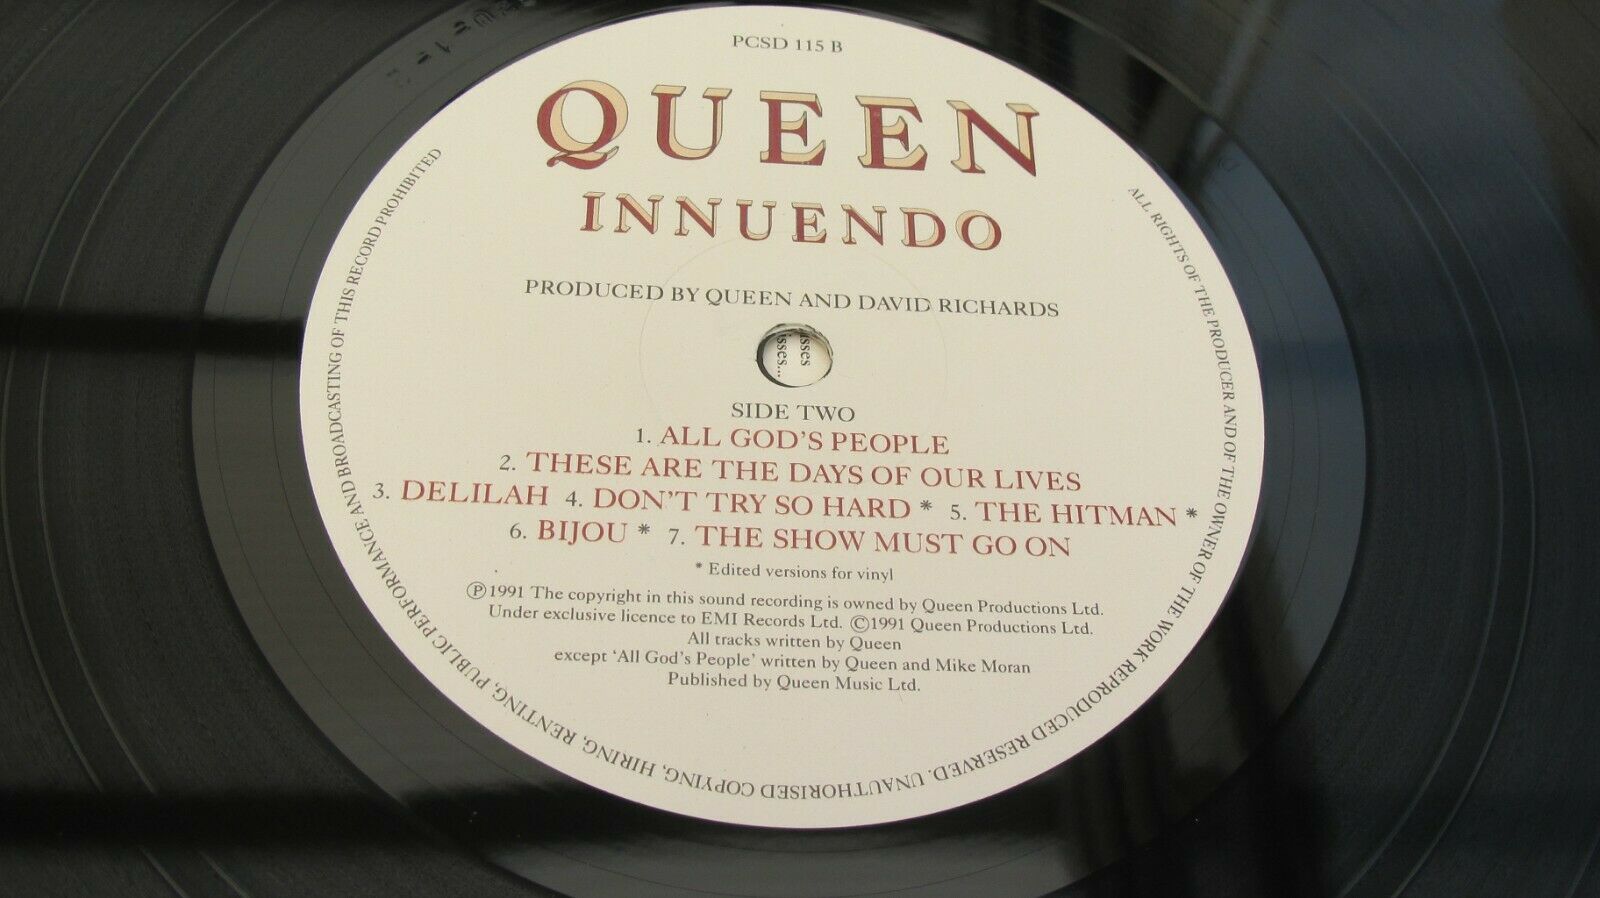 PCSD 115 B
QUEEN
INNUENDO
PRODUCED BY QUEEN AND DAVID RICHARDS
isses
isses...
SIDE TWO
1. ALL GOD'S PEOPLE
2. THESE ARE THE DAYS OF OUR LIVES
3. DELILAH 4. DON'T TRY SO HARD * 5. THE HITMAN *
6. BIJOU * 7. THE SHOW MUST GO ON
* Edited versions for vinyl
Ⓟ1991 The copyright in this sound recording is owned by Queen Productions Ltd.
Under exclusive licence to EMI Records Ltd. ©1991 Queen Productions Ltd.
All tracks written by Queen
except 'All God's People' written by Queen and Mike Moran
Published by Queen Music Ltd.
ALL RIGHTS OF THE PRODUCER AND OF THE OWNER OF THE WORK REPRODUCED RESERVED. UNAUTHORISED COPYING, HIRING, RENTING, PUBLIC PERFORMANCE AND BROADCASTING OF THIS RECORD PROHIBITED